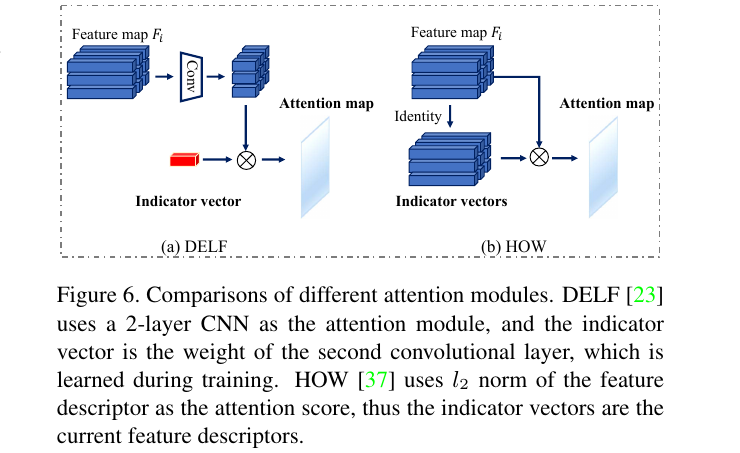 Feature map Fi
Conv
Attention map
Indicator vector
(a) DELF
Feature map Fi
Identity
Attention map
Indicator vectors
(b) HOW
Figure 6. Comparisons of different attention modules. DELF [23]
uses a 2-layer CNN as the attention module, and the indicator
vector is the weight of the second convolutional layer, which is
learned during training. HOW [37] uses l2 norm of the feature
descriptor as the attention score, thus the indicator vectors are the
current feature descriptors.